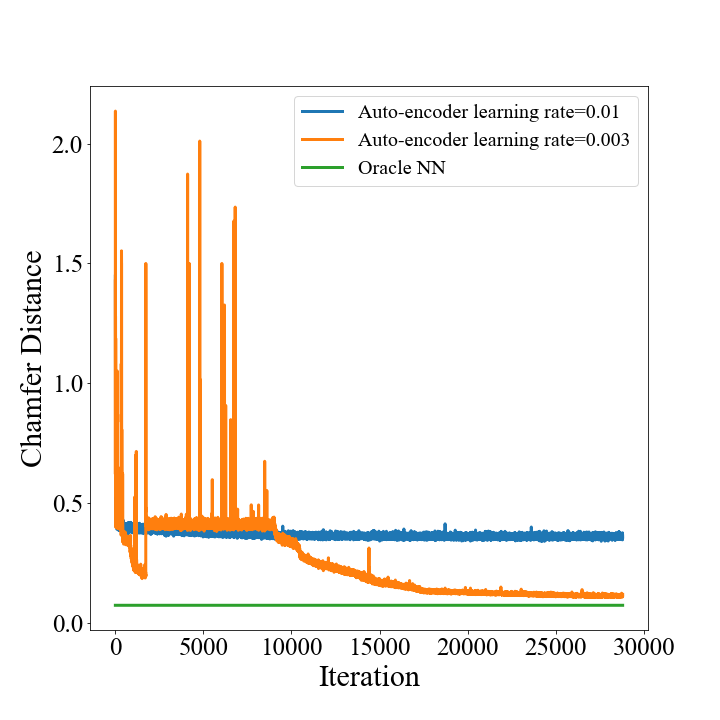 Auto-encoder learning rate=0.01
Auto-encoder learning rate=0.003
Oracle NN
Chamfer Distance
2.0
1.5
1.0
0.5
0.0
0 5000 10000 15000 20000 25000 30000
Iteration